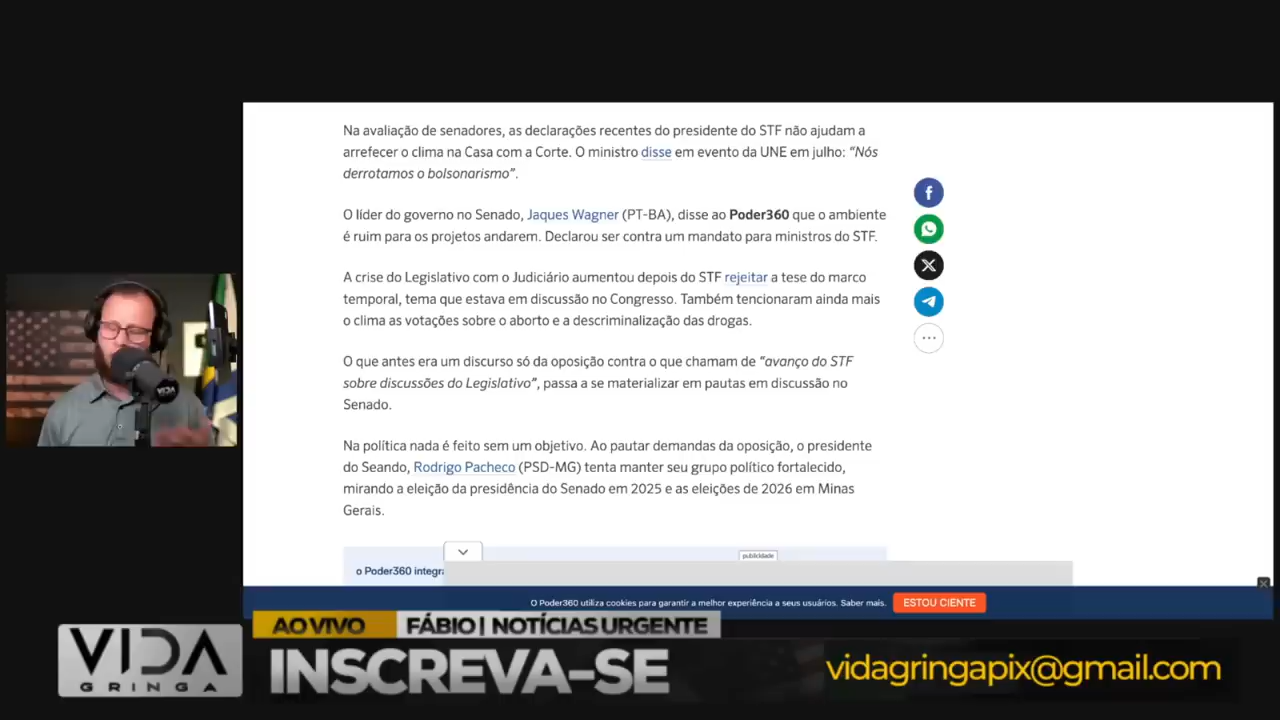 Na avaliação de senadores, as declarações recentes do presidente do STF não ajudam a
arrefecer o clima na Casa com a Corte. O ministro disse em evento da UNE em julho: “Nós
derrotamos o bolsonarismo”.
O líder do governo no Senado, Jaques Wagner (PT-BA), disse ao Poder360 que o ambiente
é ruim para os projetos andarem. Declarou ser contra um mandato para ministros do STF.
A crise do Legislativo com o Judiciário aumentou depois do STF rejeitar a tese do marco
temporal, tema que estava em discussão no Congresso. Também tencionaram ainda mais
o clima as votações sobre o aborto e a descriminalização das drogas.
O que antes era um discurso só da oposição contra o que chamam de “avanço do STF
sobre discussões do Legislativo”, passa a se materializar em pautas em discussão no
Senado.
Na política nada é feito sem um objetivo. Ao pautar demandas da oposição, o presidente
do Seando, Rodrigo Pacheco (PSD-MG) tenta manter seu grupo político fortalecido,
mirando a eleição da presidência do Senado em 2025 e as eleições de 2026 em Minas
Gerais.
publicidade
o Poder360 integra
O Poder360 utiliza cookies para garantir a melhor experiência a seus usuários. Saber mais.
ESTOU CIENTE
AO VIVO
FÁBIO | NOTÍCIAS URGENTE
VIDA
GRINGA
INSCREVA-SE
vidagringapix@gmail.com
VIDA